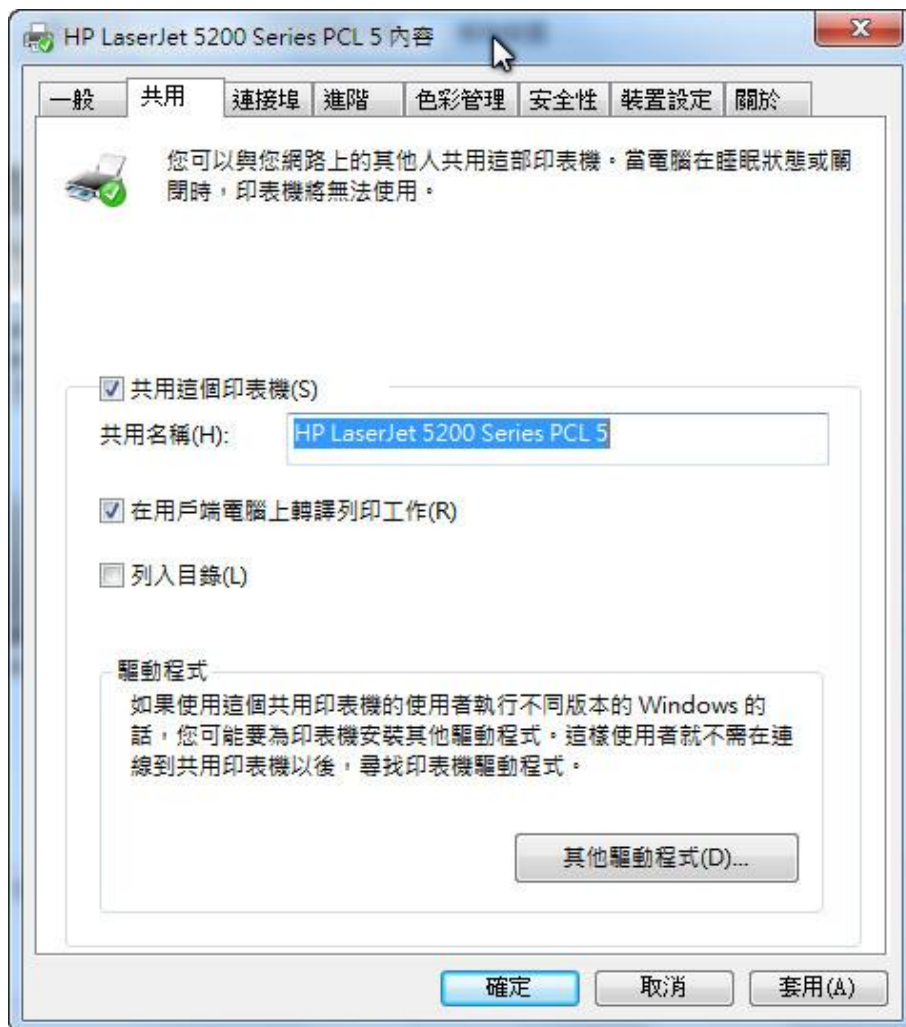 HP LaserJet 5200 Series PCL 5 內容
一般 共用 連接埠 進階 色彩管理 安全性 裝置設定 關於
您可以與您網路上的其他人共用這部印表機。當電腦在睡眠狀態或關
閉時，印表機將無法使用。
共用這個印表機(S)
共用名稱(H): HP LaserJet 5200 Series PCL 5
在用戶端電腦上轉譯列印工作(R)
列入目錄(L)
驅動程式
如果使用這個共用印表機的使用者執行不同版本的 Windows 的
話，您可能要為印表機安裝其他驅動程式。這樣使用者就不需在連
線到共用印表機以後，尋找印表機驅動程式。
其他驅動程式(D)...
確定 取消 套用(A)